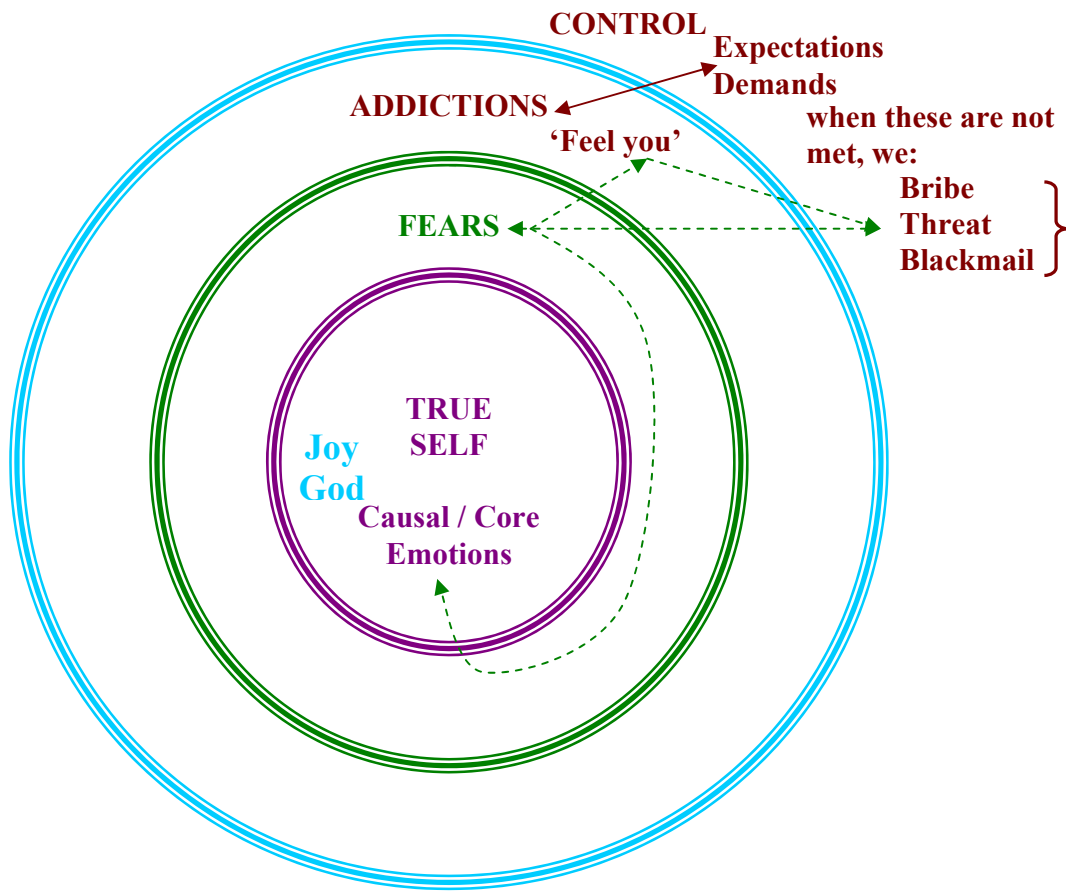 CONTROL
Expectations
Demands
ADDICTIONS
when these are not
met, we:
‘Feel you’
Bribe
Threat
Blackmail
FEARS
TRUE
SELF
Joy
God
Causal / Core
Emotions